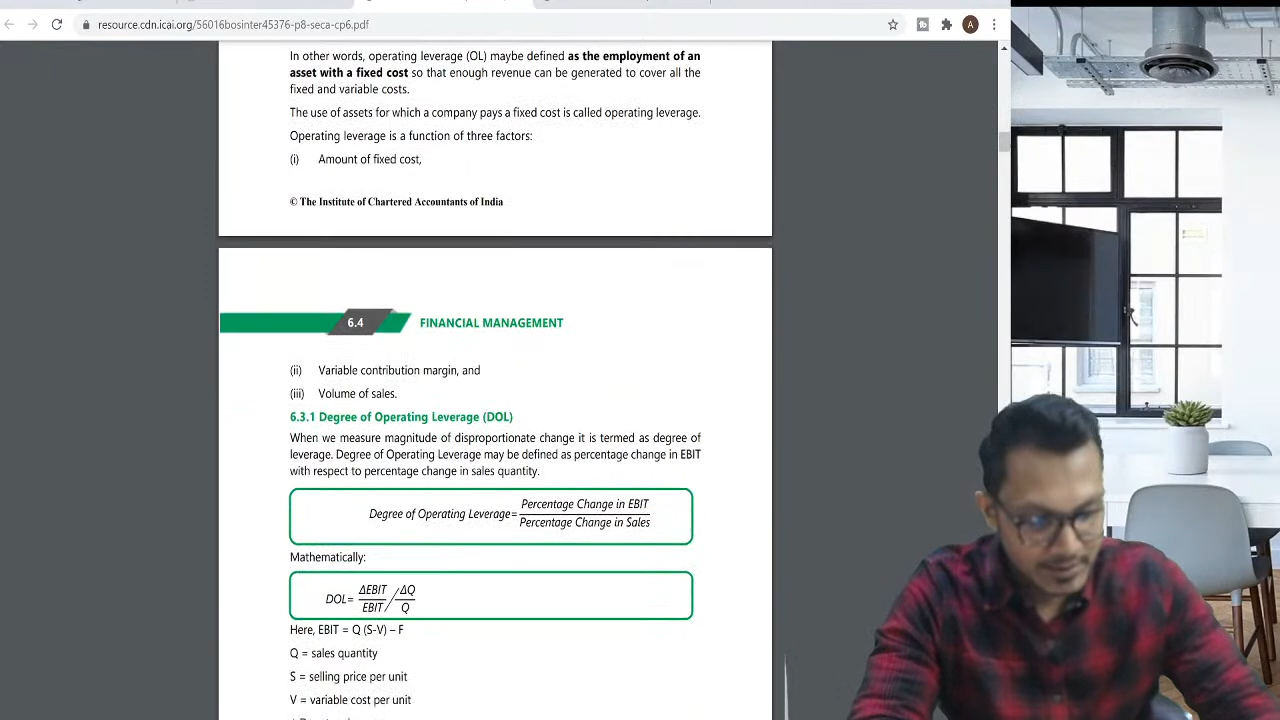 resource.cdn.icai.org/56016bosinter45376-p8-seca-cp6.pdf
A
In other words, operating leverage (OL) maybe defined as the employment of an
asset with a fixed cost so that enough revenue can be generated to cover all the
fixed and variable costs.
The use of assets for which a company pays a fixed cost is called operating leverage.
Operating leverage is a function of three factors:
(i) Amount of fixed cost,
© The Institute of Chartered Accountants of India
6.4 FINANCIAL MANAGEMENT
(ii) Variable contribution margin, and
(iii) Volume of sales.
6.3.1 Degree of Operating Leverage (DOL)
When we measure magnitude of disproportionate change it is termed as degree of
leverage. Degree of Operating Leverage may be defined as percentage change in EBIT
with respect to percentage change in sales quantity.
Percentage Change in EBIT
Degree of Operating Leverage=
Percentage Change in Sales
Mathematically:
DOL= ΔEBIT/EBIT / ΔQ/Q
Here, EBIT = Q (S-V) – F
Q = sales quantity
S = selling price per unit
V = variable cost per unit